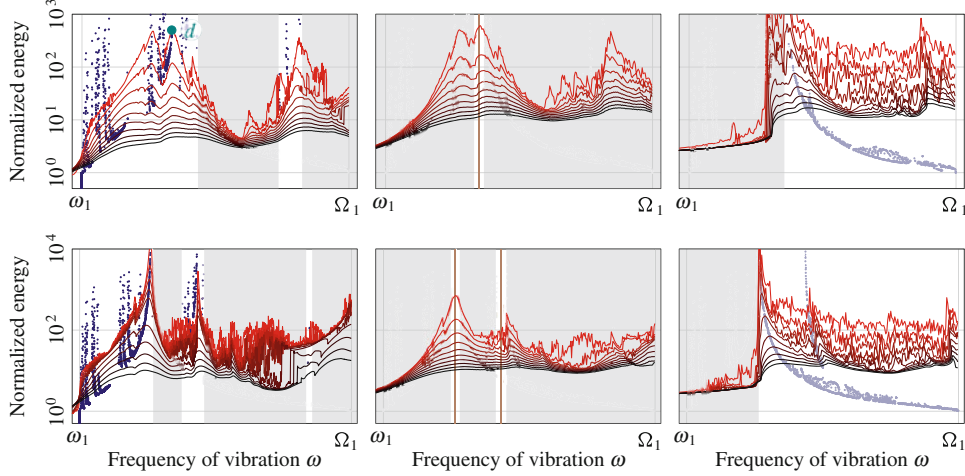 Normalized energy
10³
10²
10¹
10⁰
d
ω₁
Ω₁
ω₁
Ω₁
ω₁
Ω₁
Normalized energy
10⁴
10²
10⁰
ω₁
Ω₁
ω₁
Ω₁
ω₁
Ω₁
Frequency of vibration ω
Frequency of vibration ω
Frequency of vibration ω